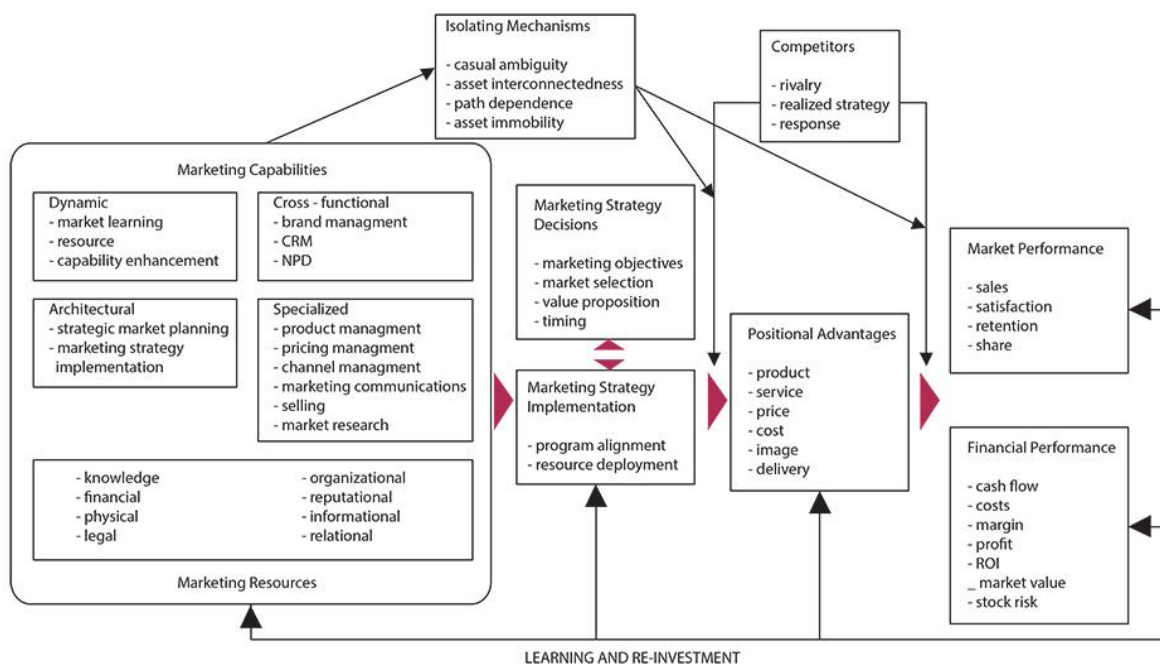 Isolating Mechanisms
- casual ambiguity
- asset interconnectedness
- path dependence
- asset immobility
Competitors
- rivalry
- realized strategy
- response
Marketing Capabilities
Dynamic
- market learning
- resource
- capability enhancement
Cross - functional
- brand managment
- CRM
- NPD
Architectural
- strategic market planning
- marketing strategy
implementation
Specialized
- product managment
- pricing managment
- channel managment
- marketing communications
- selling
- market research
- knowledge
- financial
- physical
- legal
- organizational
- reputational
- informational
- relational
Marketing Resources
Marketing Strategy
Decisions
- marketing objectives
- market selection
- value proposition
- timing
Marketing Strategy
Implementation
- program alignment
- resource deployment
Positional Advantages
- product
- service
- price
- cost
- image
- delivery
Market Performance
- sales
- satisfaction
- retention
- share
Financial Performance
- cash flow
- costs
- margin
- profit
- ROI
_ market value
- stock risk
LEARNING AND RE-INVESTMENT